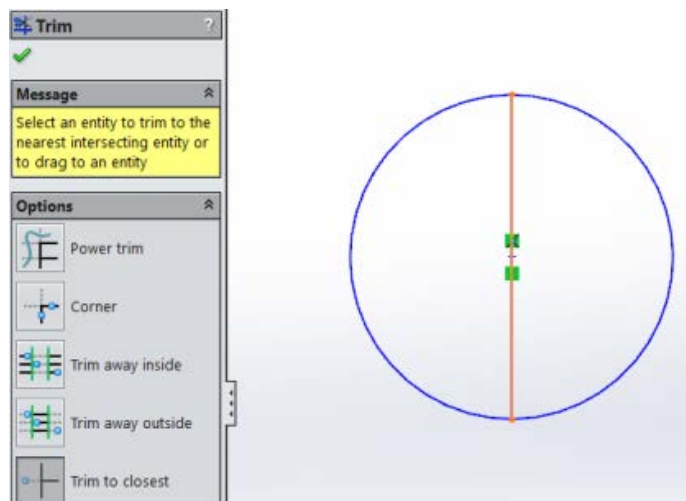 Trim ?
Message
Select an entity to trim to the
nearest intersecting entity or
to drag to an entity
Options
Power trim
Corner
Trim away inside
Trim away outside
Trim to closest